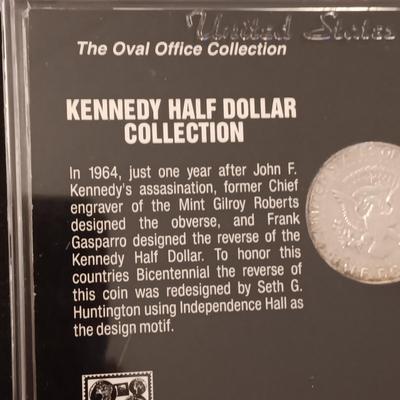 United States
The Oval Office Collection
KENNEDY HALF DOLLAR
COLLECTION
In 1964, just one year after John F.
Kennedy's assasination, former Chief
engraver of the Mint Gilroy Roberts
designed the obverse, and Frank
Gasparro designed the reverse of the
Kennedy Half Dollar. To honor this
countries Bicentennial the reverse of
this coin was redesigned by Seth G.
Huntington using Independence Hall as
the design motif.